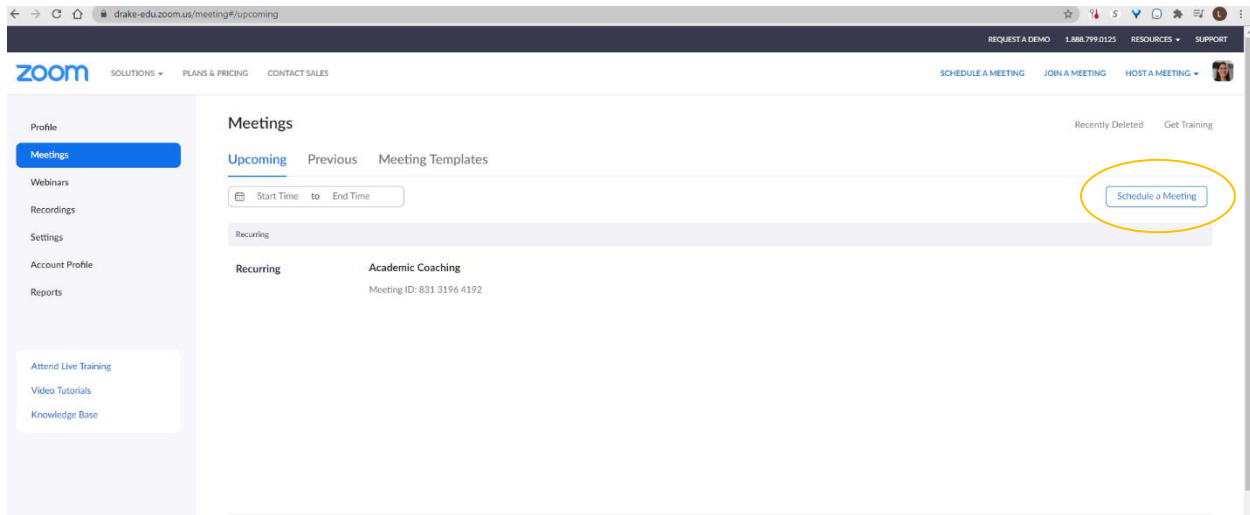 drake-edu.zoom.us/meeting#/upcoming
L
REQUEST A DEMO 1.888.799.0125 RESOURCES SUPPORT
zoom SOLUTIONS PLANS & PRICING CONTACT SALES SCHEDULE A MEETING JOIN A MEETING HOST A MEETING
Profile
Meetings
Webinars
Recordings
Settings
Account Profile
Reports
Attend Live Training
Video Tutorials
Knowledge Base
Meetings
Recently Deleted Get Training
Upcoming Previous Meeting Templates
Start Time to End Time
Schedule a Meeting
Recurring
Recurring Academic Coaching
Meeting ID: 831 3196 4192